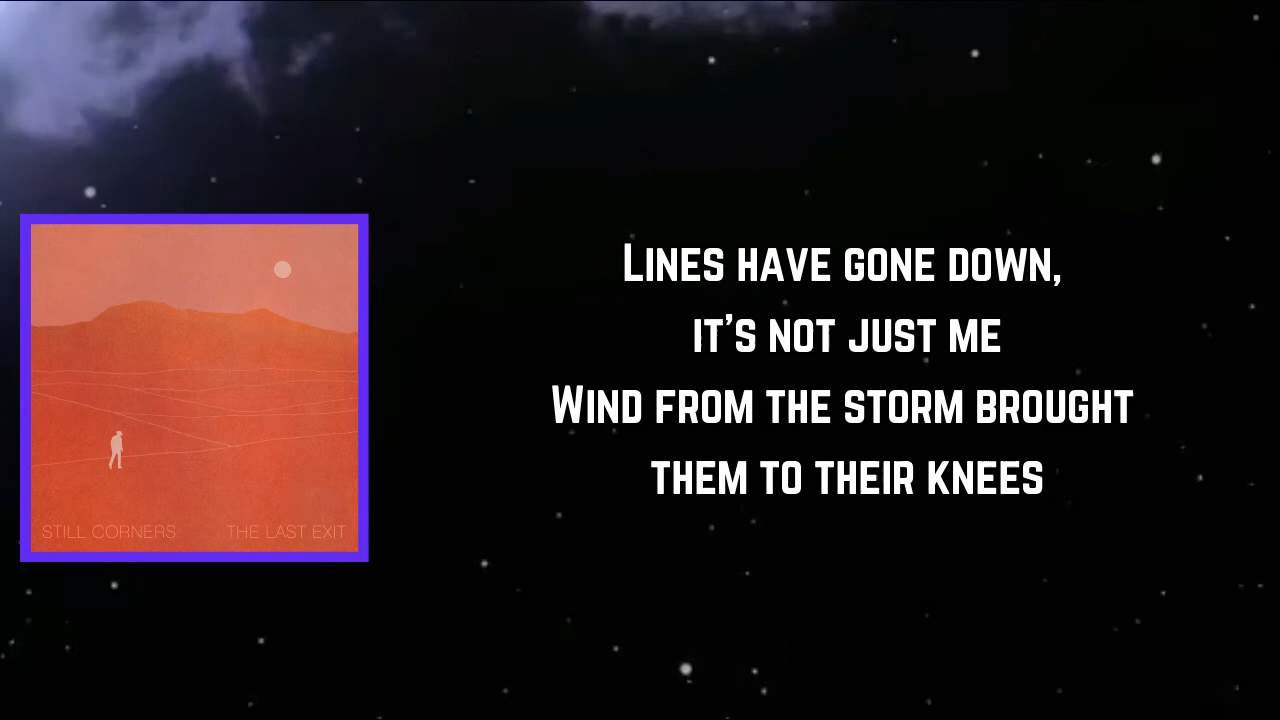 Lines have gone down,
it's not just me
Wind from the storm brought
them to their knees
STILL CORNERS THE LAST EXIT